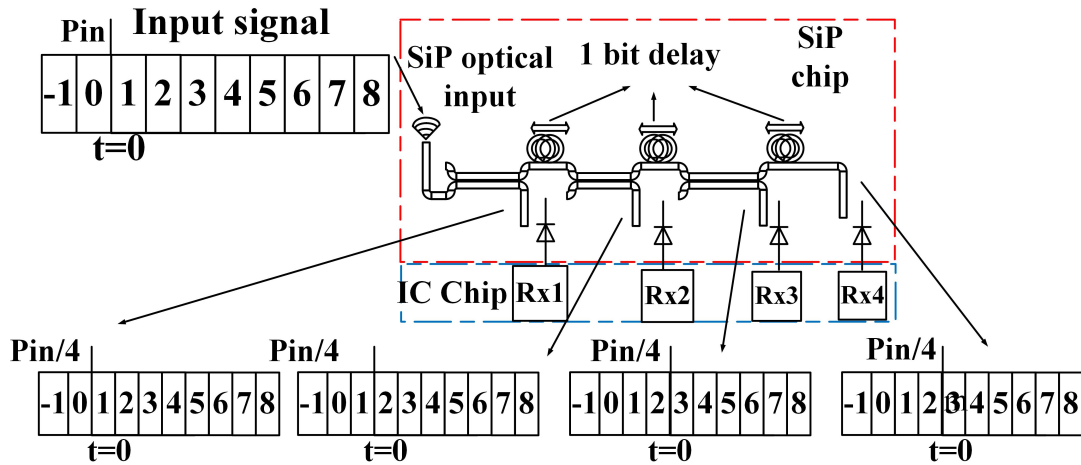 Pin Input signal
-1 0 1 2 3 4 5 6 7 8
t=0
SiP optical
input
1 bit delay
SiP
chip
IC Chip Rx1 Rx2 Rx3 Rx4
Pin/4
-1 0 1 2 3 4 5 6 7 8
t=0
Pin/4
-1 0 1 2 3 4 5 6 7 8
t=0
Pin/4
-1 0 1 2 3 4 5 6 7 8
t=0
Pin/4
-1 0 1 2 3 4 5 6 7 8
t=0